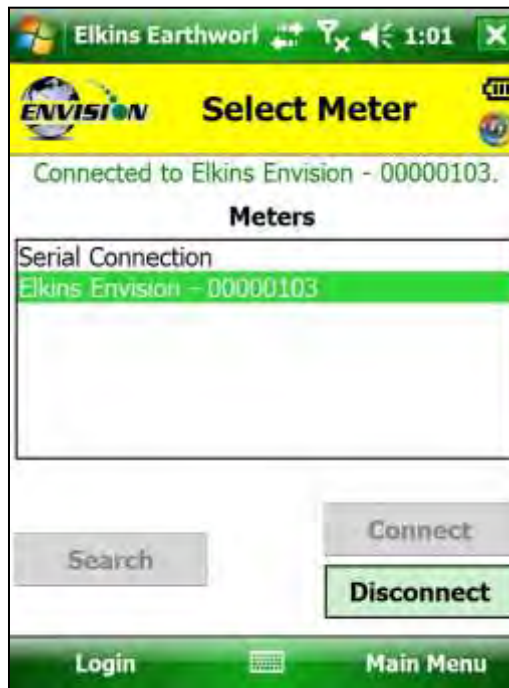 Elkins Earthworl 1:01
ENVISION Select Meter
Connected to Elkins Envision - 00000103.
Meters
Serial Connection
Elkins Envision - 00000103
Connect
Search
Disconnect
Login Main Menu